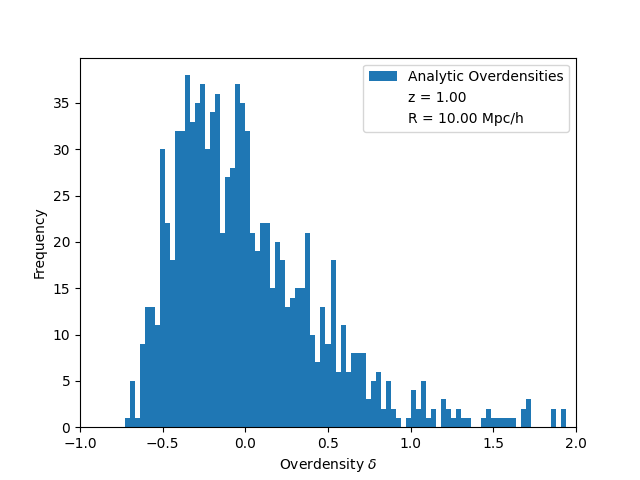 Analytic Overdensities
z = 1.00
R = 10.00 Mpc/h
Frequency
35
30
25
20
15
10
5
0
−1.0 −0.5 0.0 0.5 1.0 1.5 2.0
Overdensity δ